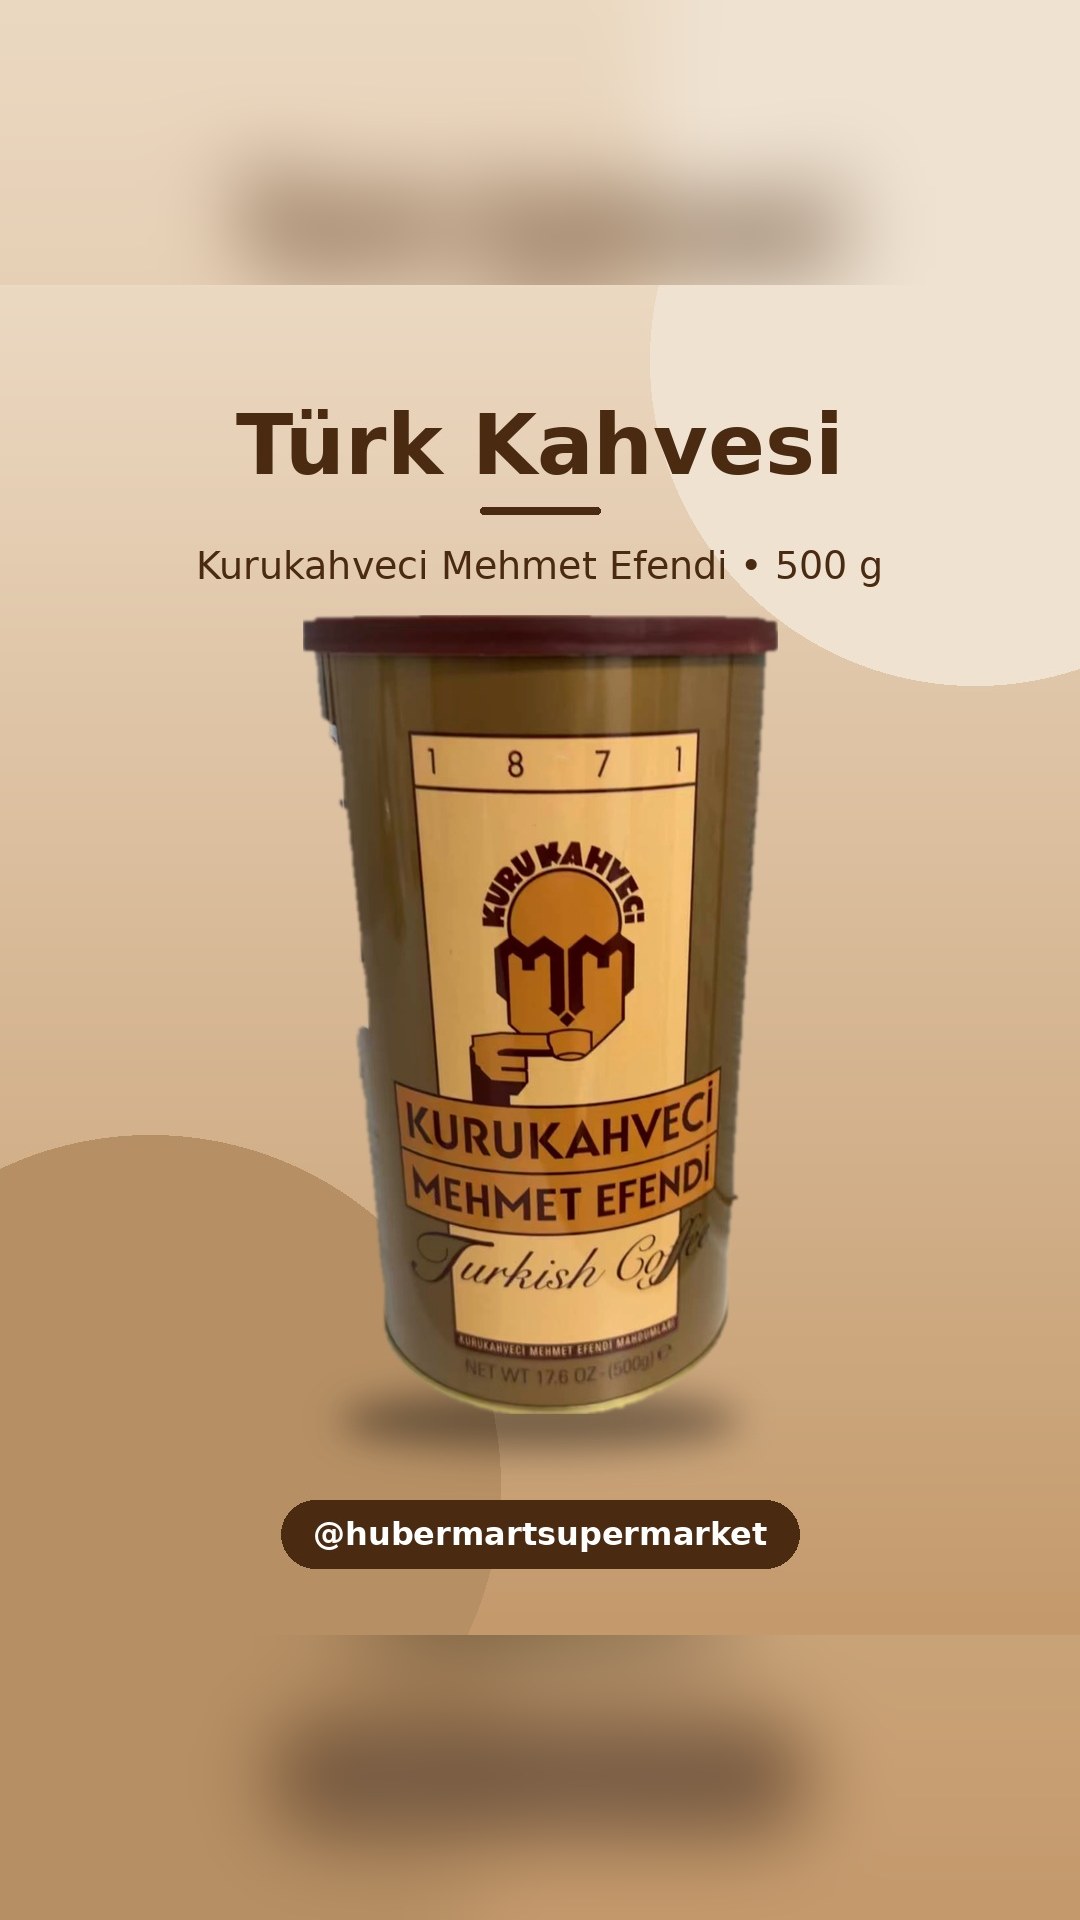 Türk Kahvesi
Kurukahveci Mehmet Efendi • 500 g
1 8 7 1
KURUKAHVECİ
KURUKAHVECİ
MEHMET EFENDİ
Turkish Coffee
KURUKAHVECİ MEHMET EFENDİ MAHDUMLARI
NET WT 17.6 OZ - (500g) ℮
@hubermartsupermarket